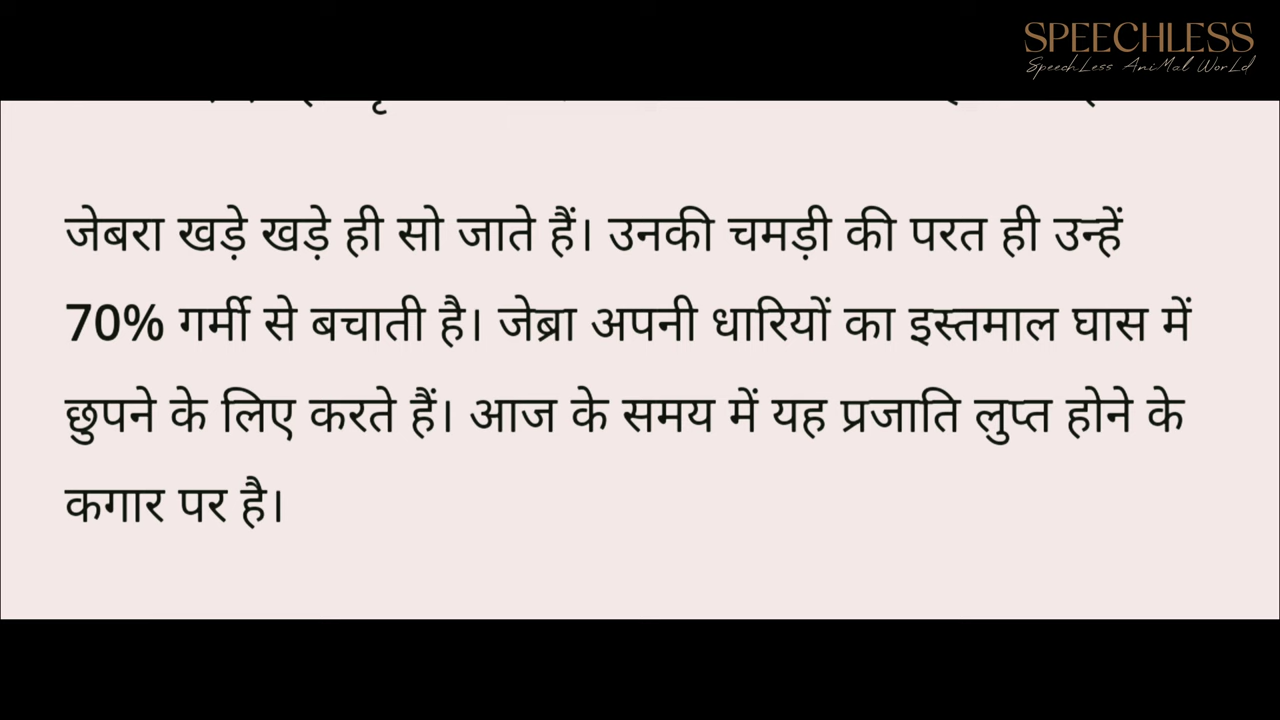 SPEECHLESS
SpeechLess AniMal WorLd
जेबरा खड़े खड़े ही सो जाते हैं। उनकी चमड़ी की परत ही उन्हें
70% गर्मी से बचाती है। जेब्रा अपनी धारियों का इस्तमाल घास में
छुपने के लिए करते हैं। आज के समय में यह प्रजाति लुप्त होने के
कगार पर है।